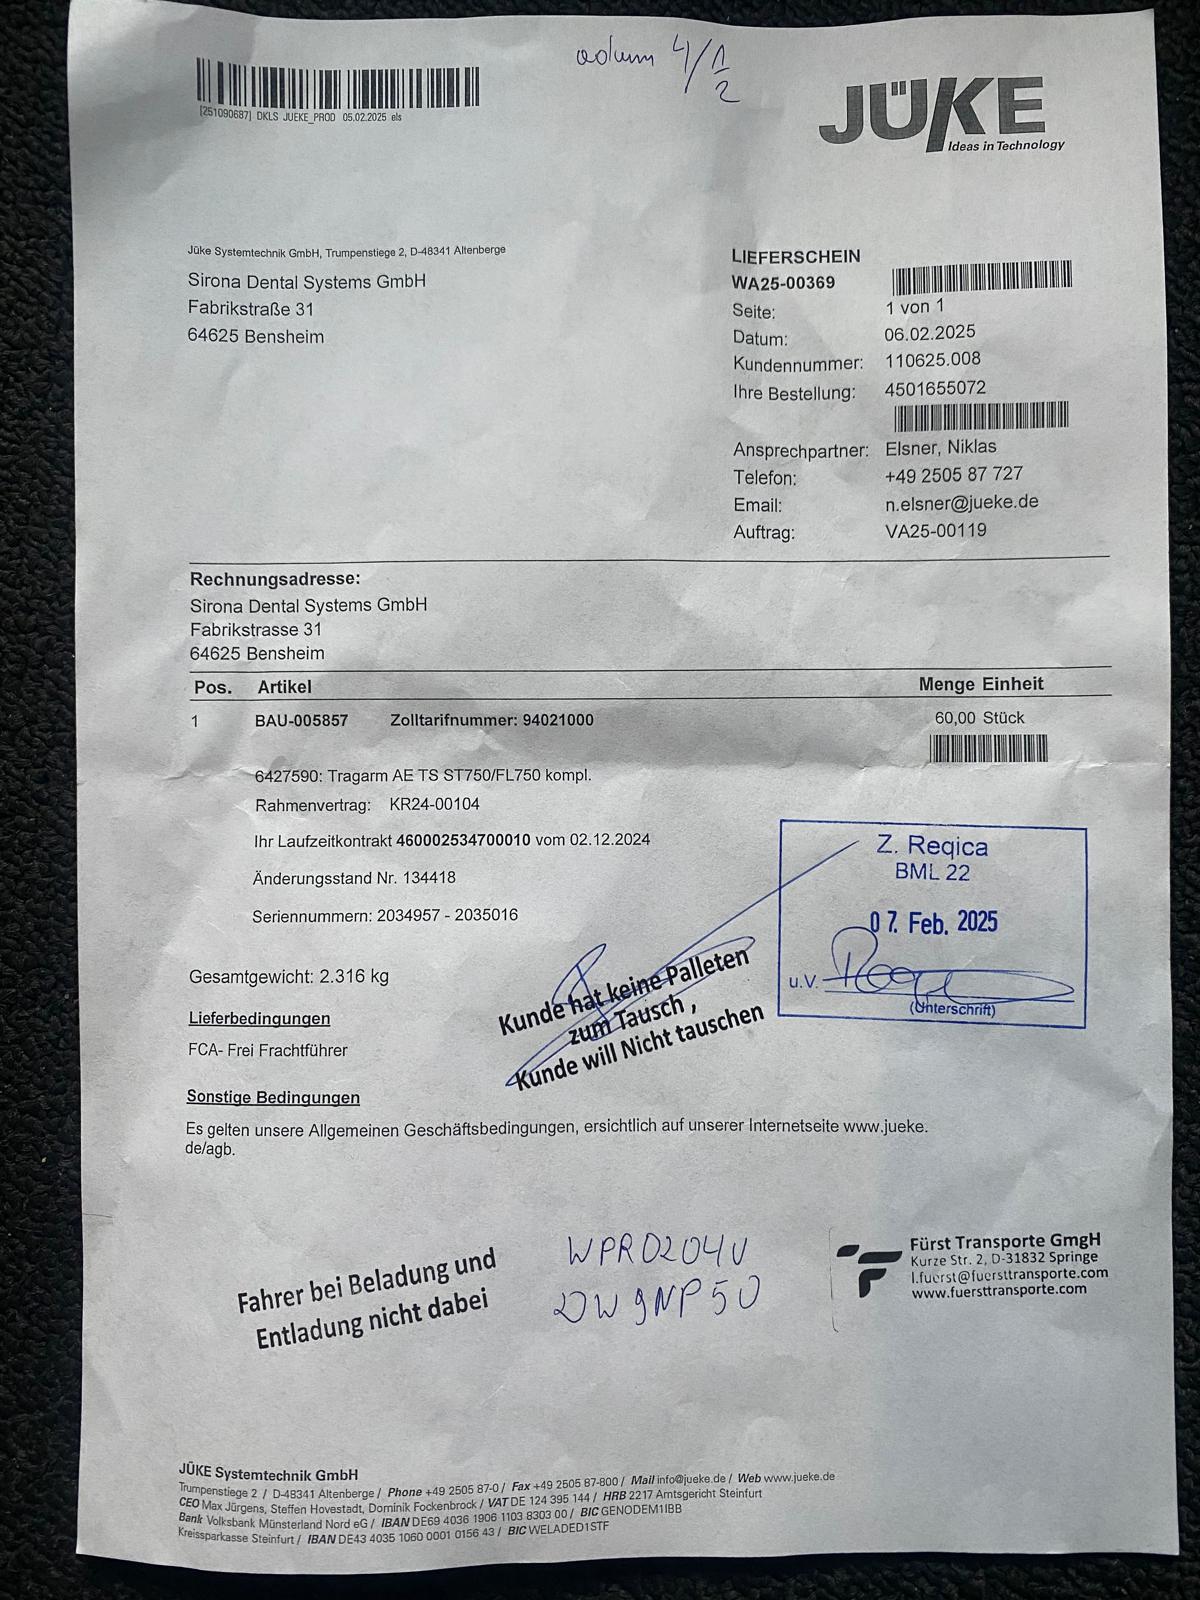 4/1
2
[251090687] DKLS JUEKE_PROD 05.02.2025 els
JÜKE
Ideas in Technology
Jüke Systemtechnik GmbH, Trumpenstiege 2, D-48341 Altenberge
Sirona Dental Systems GmbH
Fabrikstraße 31
64625 Bensheim
LIEFERSCHEIN
WA25-00369
Seite: 1 von 1
Datum: 06.02.2025
Kundennummer: 110625.008
Ihre Bestellung: 4501655072
Ansprechpartner: Elsner, Niklas
Telefon: +49 2505 87 727
Email: n.elsner@jueke.de
Auftrag: VA25-00119
Rechnungsadresse:
Sirona Dental Systems GmbH
Fabrikstrasse 31
64625 Bensheim
Pos. Artikel Menge Einheit
1 BAU-005857 Zolltarifnummer: 94021000 60,00 Stück
6427590: Tragarm AE TS ST750/FL750 kompl.
Rahmenvertrag: KR24-00104
Ihr Laufzeitkontrakt 460002534700010 vom 02.12.2024
Änderungsstand Nr. 134418
Seriennummern: 2034957 - 2035016
Z. Reqica
BML 22
07. Feb. 2025
u.V.
(Unterschrift)
Gesamtgewicht: 2.316 kg
Kunde hat keine Palleten
zum Tausch ,
Kunde will Nicht tauschen
Lieferbedingungen
FCA- Frei Frachtführer
Sonstige Bedingungen
Es gelten unsere Allgemeinen Geschäftsbedingungen, ersichtlich auf unserer Internetseite www.jueke.
de/agb.
Fahrer bei Beladung und
Entladung nicht dabei
WPR0204U
DW9NP50
Fürst Transporte GmgH
Kurze Str. 2, D-31832 Springe
l.fuerst@fuersttransporte.com
www.fuersttransporte.com
JÜKE Systemtechnik GmbH
Trumpenstiege 2 / D-48341 Altenberge / Phone +49 2505 87-0 / Fax +49 2505 87-800 / Mail info@jueke.de / Web www.jueke.de
CEO Max Jürgens, Steffen Hovestadt, Dominik Fockenbrock / VAT DE 124 395 144 / HRB 2217 Amtsgericht Steinfurt
Bank Volksbank Münsterland Nord eG / IBAN DE69 4036 1906 1103 8303 00 / BIC GENODEM1IBB
Kreissparkasse Steinfurt / IBAN DE43 4035 1060 0001 0156 43 / BIC WELADED1STF